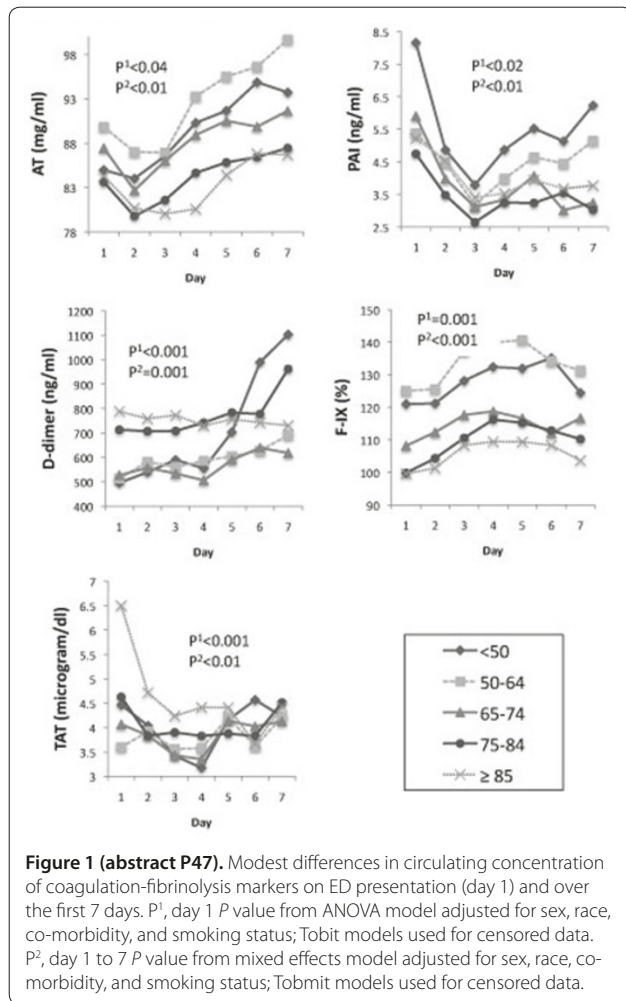 98
93
88
83
78
AT (mg/ml)
P¹<0.04
P²<0.01
1 2 3 4 5 6 7
Day
8.5
7.5
6.5
5.5
4.5
3.5
2.5
PAI (ng/ml)
P¹<0.02
P²<0.01
1 2 3 4 5 6 7
Day
1200
1100
1000
900
800
700
600
500
400
D-dimer (ng/ml)
P¹<0.001
P²=0.001
1 2 3 4 5 6 7
Day
150
140
130
120
110
100
90
F-IX (%)
P¹=0.001
P²<0.001
1 2 3 4 5 6 7
Day
7
6.5
6
5.5
5
4.5
4
3.5
3
TAT (microgram/dl)
P¹<0.001
P²<0.01
1 2 3 4 5 6 7
Day
<50
50-64
65-74
75-84
≥ 85
Figure 1 (abstract P47). Modest differences in circulating concentration
of coagulation-fibrinolysis markers on ED presentation (day 1) and over
the first 7 days. P¹, day 1 P value from ANOVA model adjusted for sex, race,
co-morbidity, and smoking status; Tobit models used for censored data.
P², day 1 to 7 P value from mixed effects model adjusted for sex, race, co-
morbidity, and smoking status; Tobmit models used for censored data.